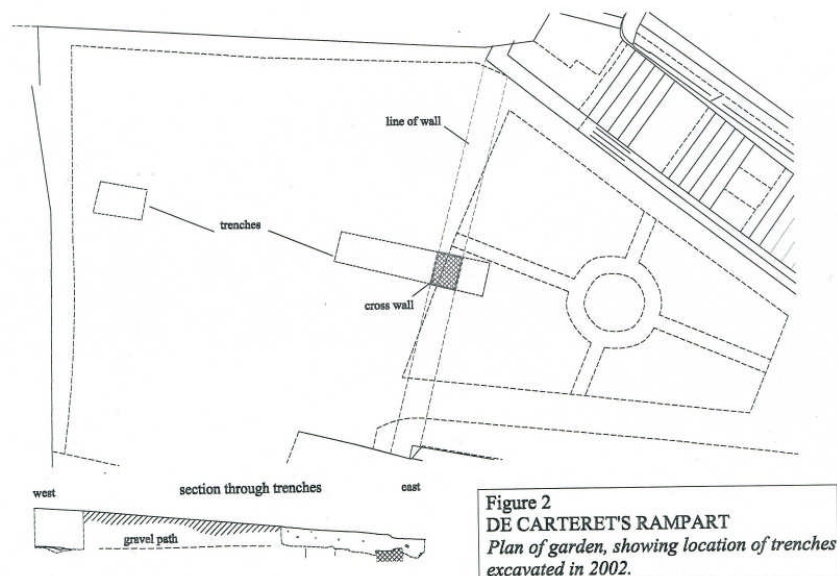 line of wall
trenches
cross wall
west
section through trenches
east
gravel path
Figure 2
DE CARTERET'S RAMPART
Plan of garden, showing location of trenches
excavated in 2002.